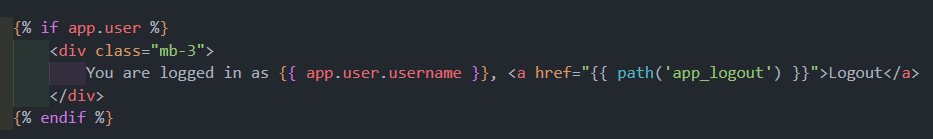 {% if app.user %}
<div class="mb-3">
You are logged in as {{ app.user.username }}, <a href="{{ path('app_logout') }}">Logout</a>
</div>
{% endif %}